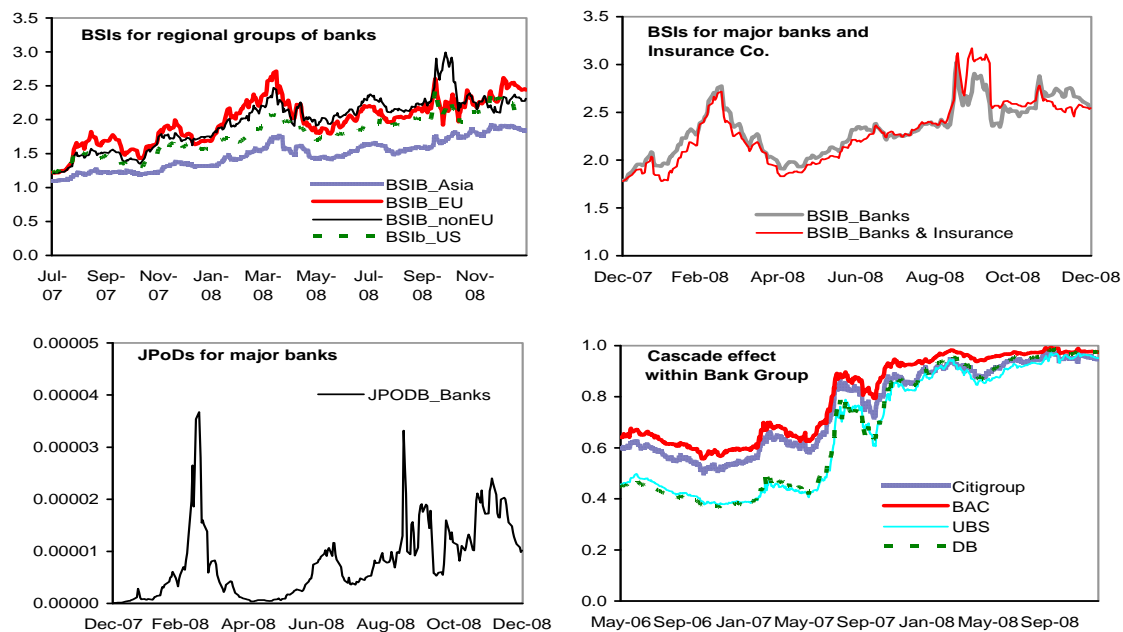 BSIs for regional groups of banks
3.5
3.0
2.5
2.0
1.5
1.0
0.5
0.0
BSIB_Asia
BSIB_EU
BSIB_nonEU
BSIb_US
Jul-07 Sep-07 Nov-07 Jan-08 Mar-08 May-08 Jul-08 Sep-08 Nov-08
BSIs for major banks and
Insurance Co.
3.5
3.0
2.5
2.0
1.5
1.0
BSIB_Banks
BSIB_Banks & Insurance
Dec-07 Feb-08 Apr-08 Jun-08 Aug-08 Oct-08 Dec-08
JPoDs for major banks
0.00005
0.00004
0.00003
0.00002
0.00001
0.00000
JPODB_Banks
Dec-07 Feb-08 Apr-08 Jun-08 Aug-08 Oct-08 Dec-08
Cascade effect
within Bank Group
1.0
0.8
0.6
0.4
0.2
0.0
Citigroup
BAC
UBS
DB
May-06 Sep-06 Jan-07 May-07 Sep-07 Jan-08 May-08 Sep-08